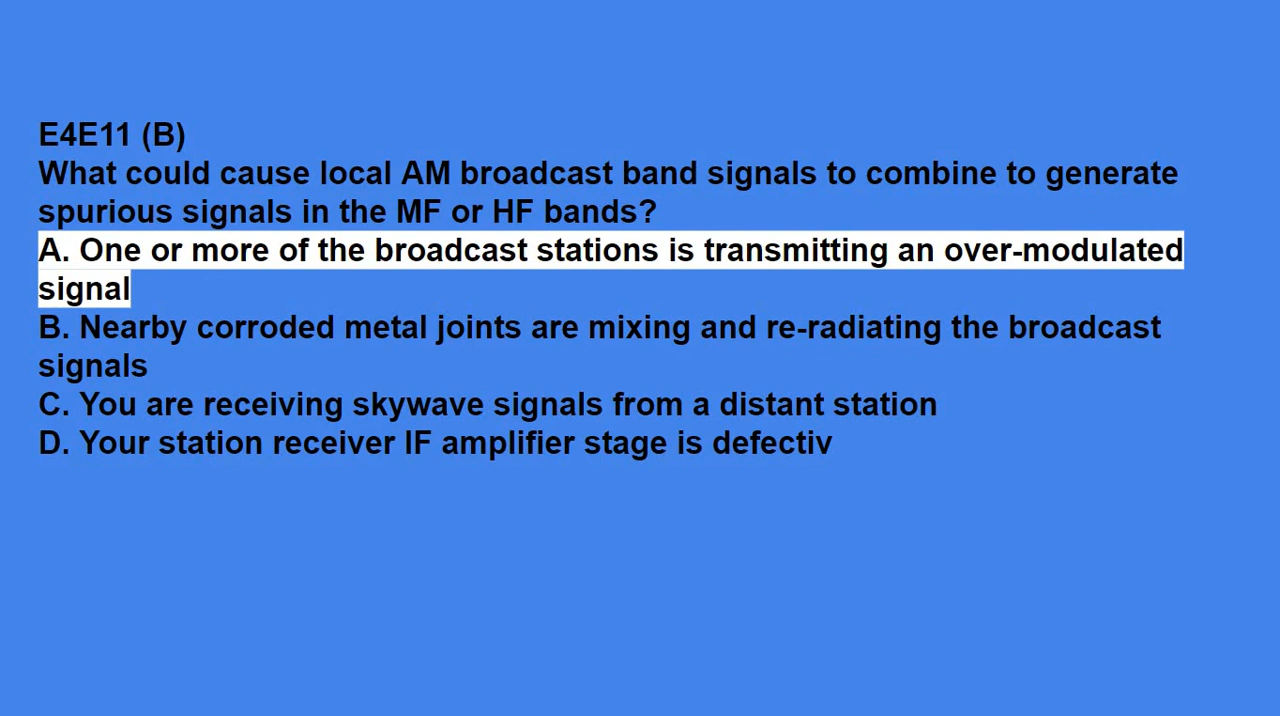 E4E11 (B)
What could cause local AM broadcast band signals to combine to generate
spurious signals in the MF or HF bands?
A. One or more of the broadcast stations is transmitting an over-modulated
signal
B. Nearby corroded metal joints are mixing and re-radiating the broadcast
signals
C. You are receiving skywave signals from a distant station
D. Your station receiver IF amplifier stage is defectiv